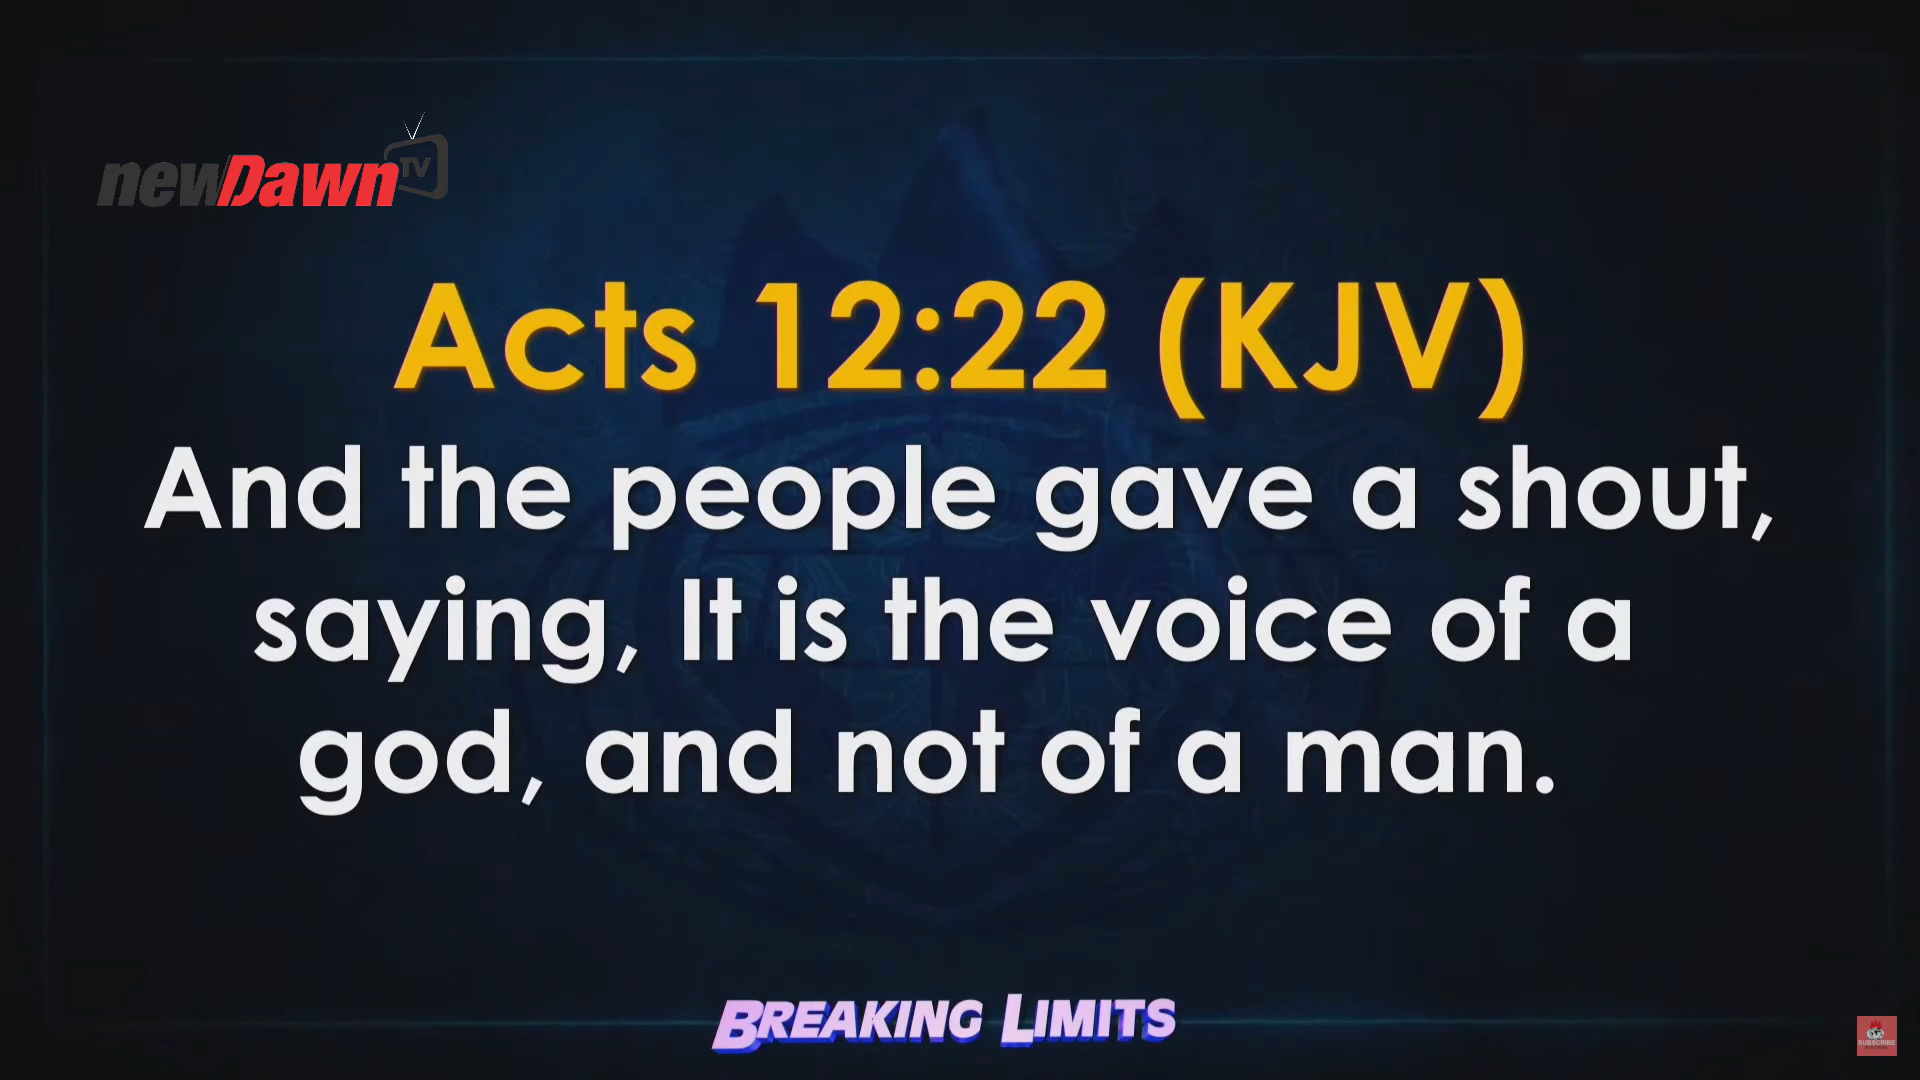 newDawn TV
Acts 12:22 (KJV)
And the people gave a shout,
saying, It is the voice of a
god, and not of a man.
BREAKING LIMITS
SUBSCRIBE